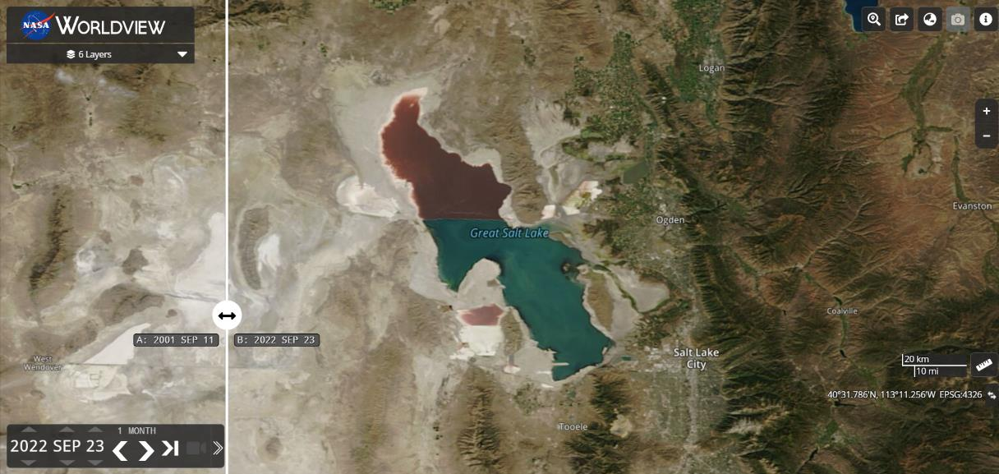 NASA WORLDVIEW
6 Layers
Logan
Evanston
Ogden
Great Salt Lake
Coalville
A: 2001 SEP 11
B: 2022 SEP 23
West
Wendover
Salt Lake
City
20 km
10 mi
40°31.786'N, 113°11.256'W EPSG:4326
Tooele
1 MONTH
2022 SEP 23